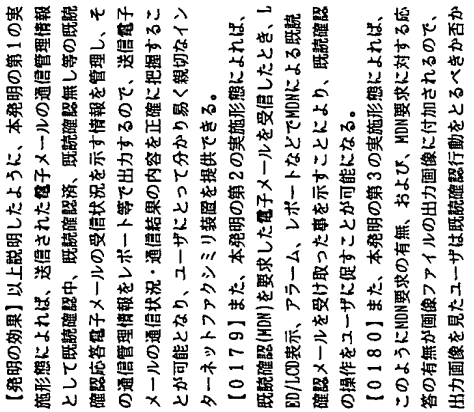 【発明の効果】以上説明したように、本発明の第1の実
施形態によれば、送信された電子メールの通信管理情報
として既読確認中、既読確認済、既読確認無し等の既読
確認応答電子メールの受信状況を示す情報を管理し、そ
の通信管理情報をレポート等で出力するので、送信電子
メールの通信状況・通信結果の内容を正確に把握するこ
とが可能となり、ユーザにとって分かり易く親切なイン
ターネットファクシミリ装置を提供できる。
【0179】また、本発明の第2の実施形態によれば、
既読確認(MDN)を要求した電子メールを受信したとき、L
ED/LCD表示、アラーム、レポートなどでMDNによる既読
確認メールを受け取った事を示すことにより、既読確認
の操作をユーザに促すことが可能になる。
【0180】また、本発明の第3の実施形態によれば、
このようにMDN要求の有無、および、MDN要求に対する応
答の有無が画像ファイルの出力画像に付加されるので、
出力画像を見たユーザは既読確認行動をとるべきか否か